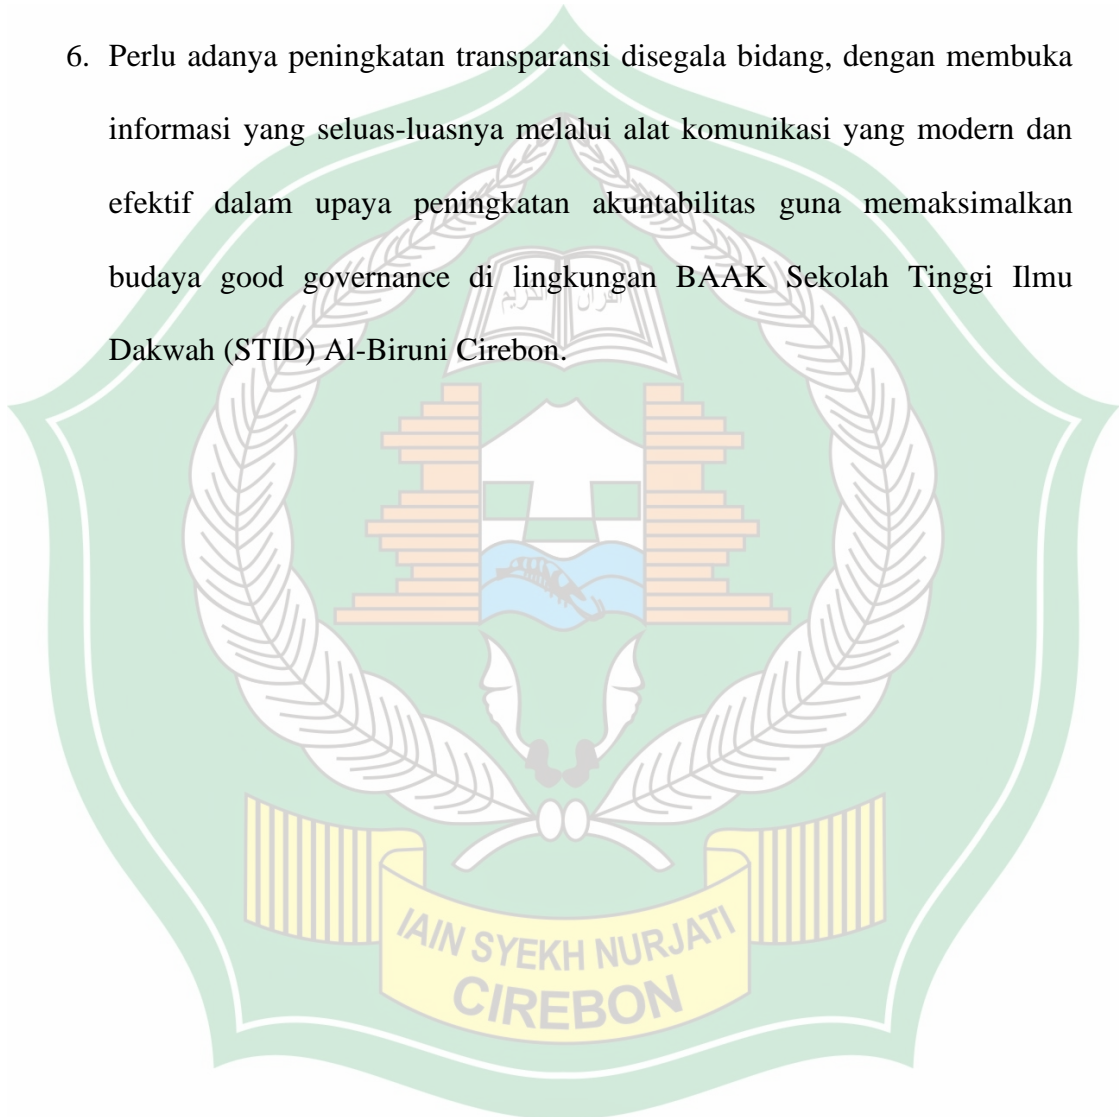 6. Perlu adanya peningkatan transparansi disegala bidang, dengan membuka
informasi yang seluas-luasnya melalui alat komunikasi yang modern dan
efektif dalam upaya peningkatan akuntabilitas guna memaksimalkan
budaya good governance di lingkungan BAAK Sekolah Tinggi Ilmu
القرآن الكريم
Dakwah (STID) Al-Biruni Cirebon.
IAIN SYEKH NURJATI
CIREBON